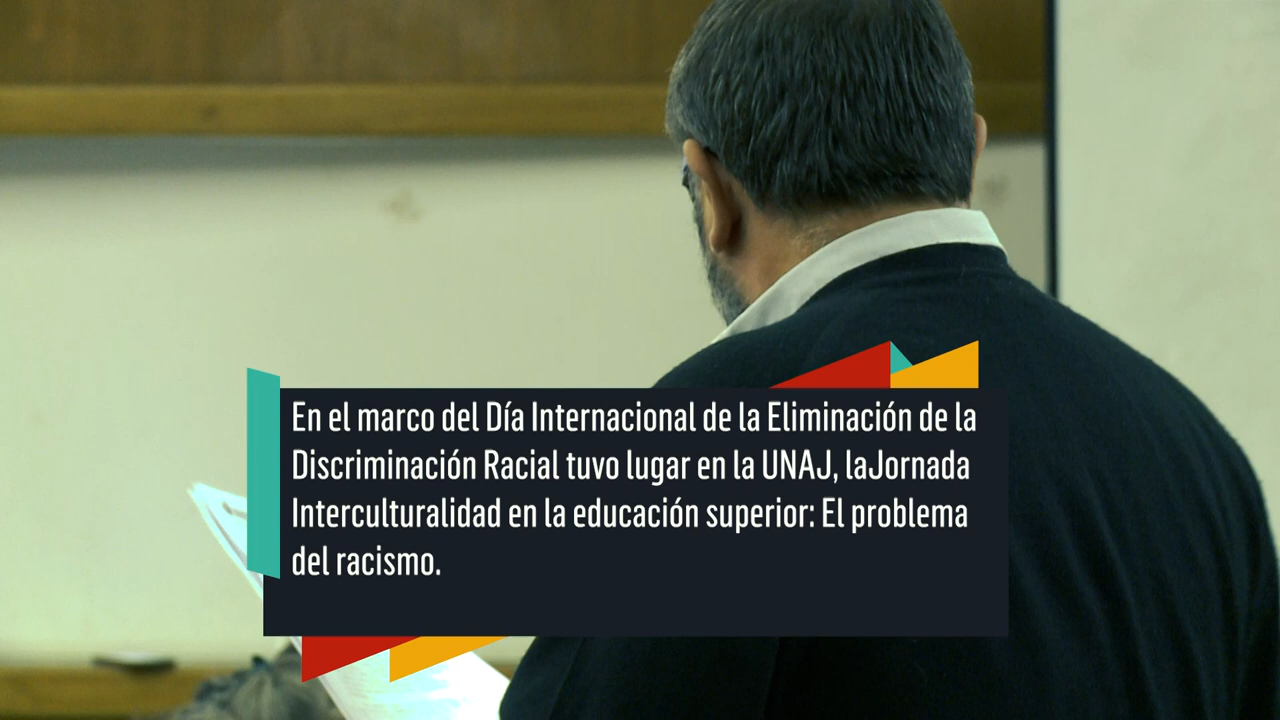 En el marco del Día Internacional de la Eliminación de la
Discriminación Racial tuvo lugar en la UNAJ, laJornada
Interculturalidad en la educación superior: El problema
del racismo.